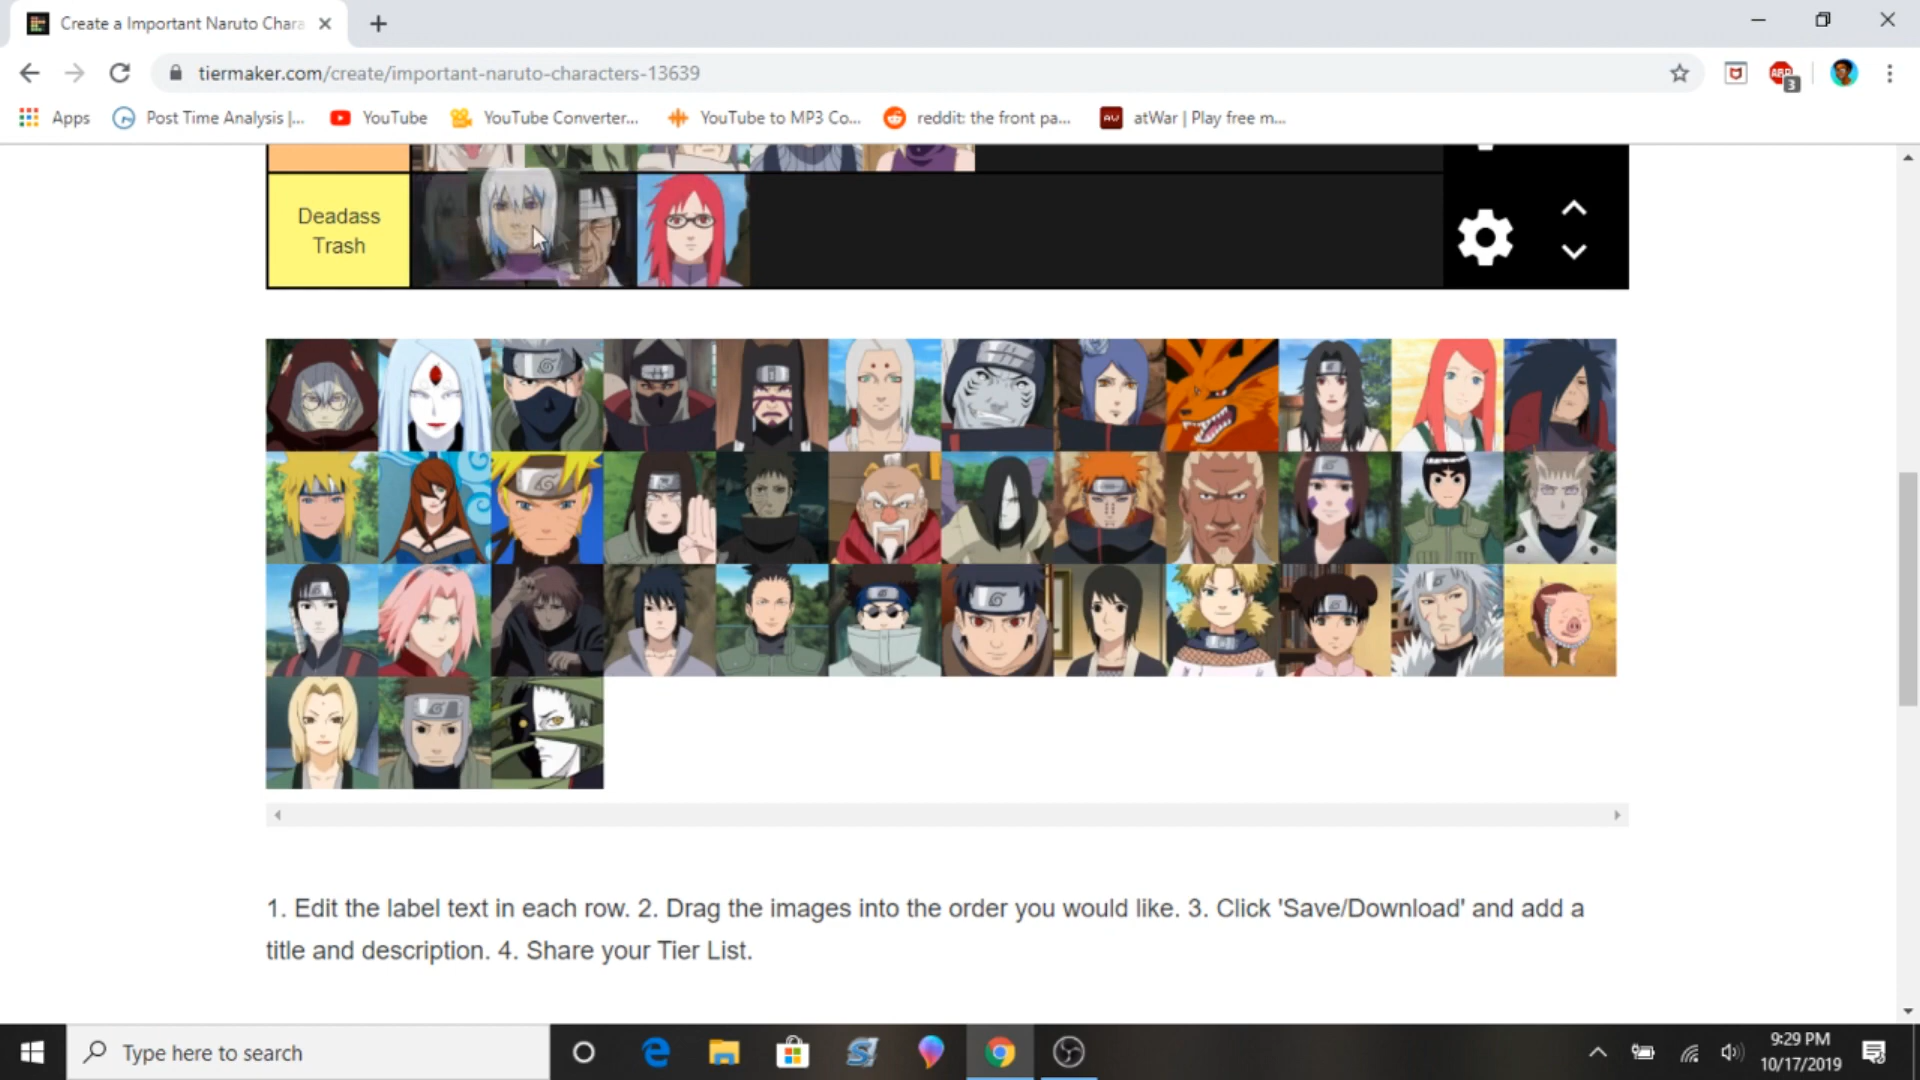 Create a Important Naruto Chara
tiermaker.com/create/important-naruto-characters-13639
ABP
3
Apps
Post Time Analysis |...
YouTube
YouTube Converter...
YouTube to MP3 Co...
reddit: the front pa...
AW
atWar | Play free m...
Deadass
Trash
1. Edit the label text in each row. 2. Drag the images into the order you would like. 3. Click 'Save/Download' and add a
title and description. 4. Share your Tier List.
Type here to search
9:29 PM
10/17/2019